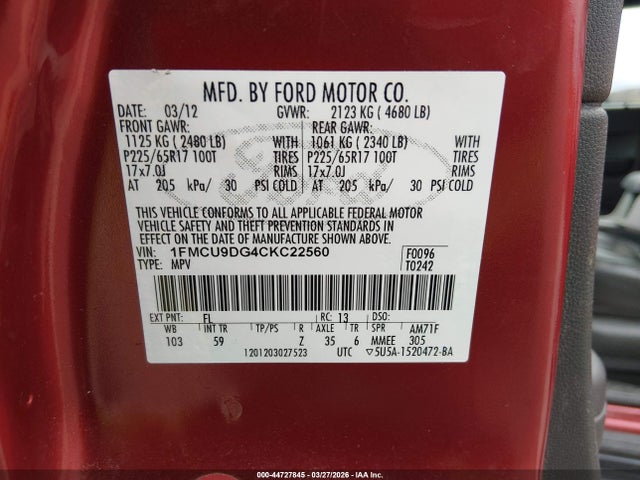 MFD. BY FORD MOTOR CO.
DATE: 03/12 GVWR: 2123 KG ( 4680 LB)
FRONT GAWR: REAR GAWR:
1125 KG ( 2480 LB) WITH 1061 KG ( 2340 LB) WITH
P225/65R17 100T TIRES P225/65R17 100T TIRES
17x7.0J RIMS 17x7.0J RIMS
AT 205 kPa/ 30 PSI COLD AT 205 kPa/ 30 PSI COLD
THIS VEHICLE CONFORMS TO ALL APPLICABLE FEDERAL MOTOR
VEHICLE SAFETY AND THEFT PREVENTION STANDARDS IN
EFFECT ON THE DATE OF MANUFACTURE SHOWN ABOVE.
VIN: 1FMCU9DG4CKC22560 F0096
TYPE: MPV T0242
EXT PNT: FL RC: 13 DSO:
WB INT TR TP/PS R AXLE TR SPR AM71F
103 59 Z 35 6 MMEE 305
1201203027523 UTC ▽5U5A-1520472-BA
Ford
000-44727845 - 03/27/2026 - IAAI.com